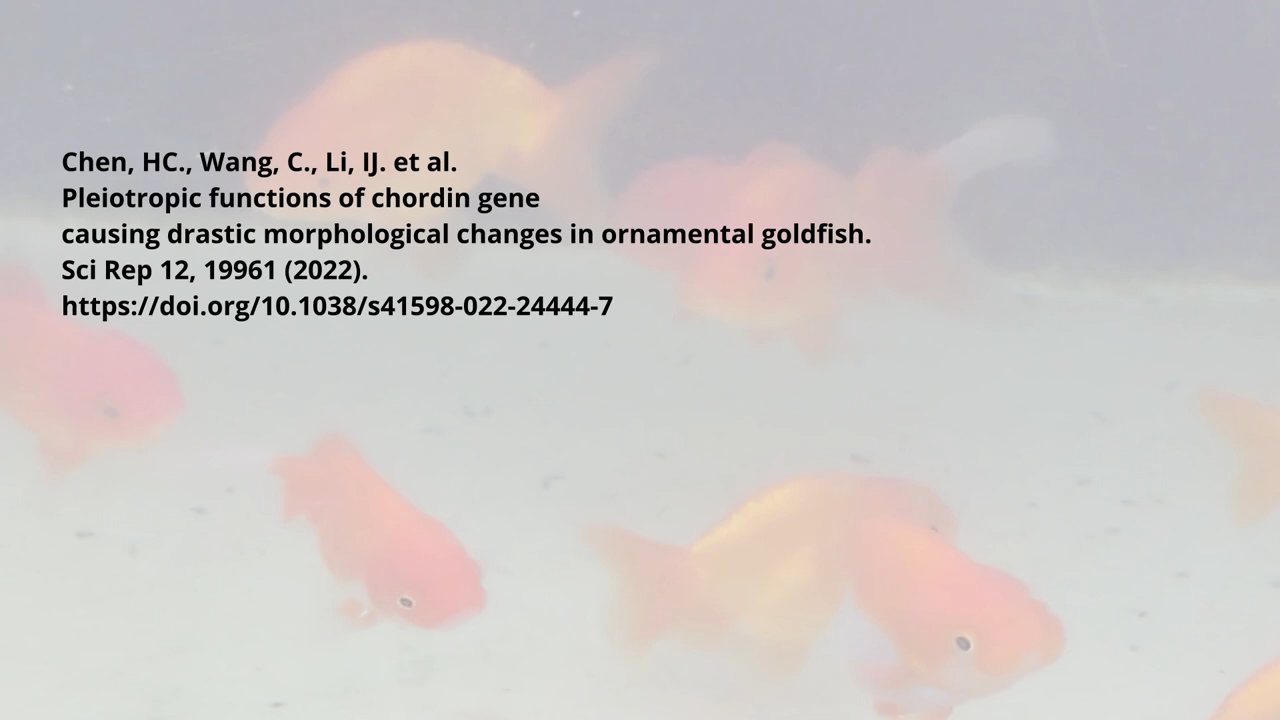 Chen, HC., Wang, C., Li, IJ. et al.
Pleiotropic functions of chordin gene
causing drastic morphological changes in ornamental goldfish.
Sci Rep 12, 19961 (2022).
https://doi.org/10.1038/s41598-022-24444-7